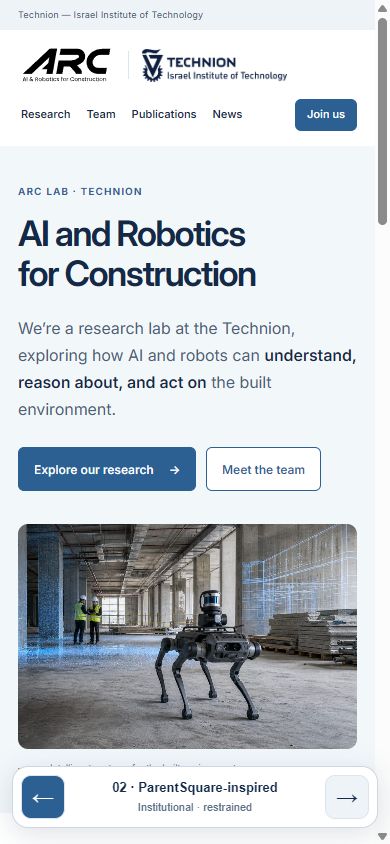 Technion — Israel Institute of Technology
ARC
AI & Robotics for Construction
TECHNION
Israel Institute of Technology
Research Team Publications News Join us
ARC LAB · TECHNION
AI and Robotics
for Construction
We're a research lab at the Technion,
exploring how AI and robots can understand,
reason about, and act on the built
environment.
Explore our research →
Meet the team
← 02 · ParentSquare-inspired →
Institutional · restrained